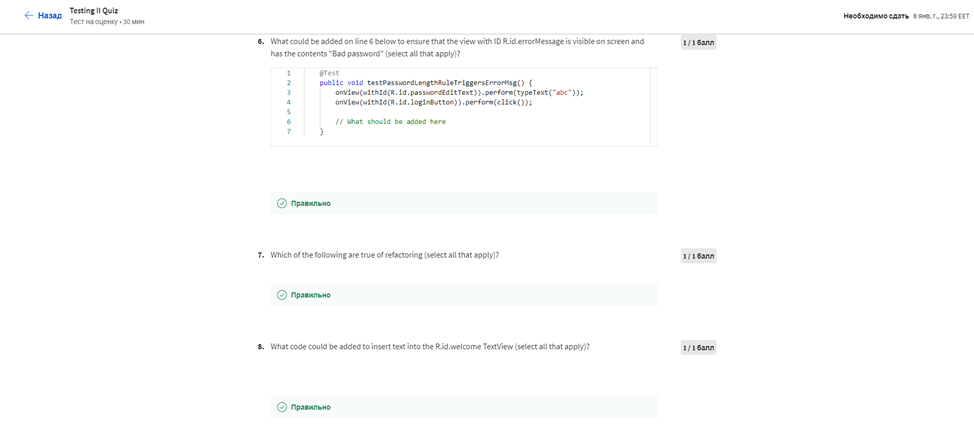 Назад
Testing II Quiz
Тест на оценку • 30 мин
Необходимо сдать 8 янв. г., 23:59 EET
6. What could be added on line 6 below to ensure that the view with ID R.id.errorMessage is visible on screen and
has the contents "Bad password" (select all that apply)?
1 / 1 балл
1 @Test
2 public void testPasswordLengthRuleTriggersErrorMsg() {
3 onView(withId(R.id.passwordEditText)).perform(typeText("abc"));
4 onView(withId(R.id.loginButton)).perform(click());
5
6 // What should be added here
7 }
Правильно
7. Which of the following are true of refactoring (select all that apply)?
1 / 1 балл
Правильно
8. What code could be added to insert text into the R.id.welcome TextView (select all that apply)?
1 / 1 балл
Правильно